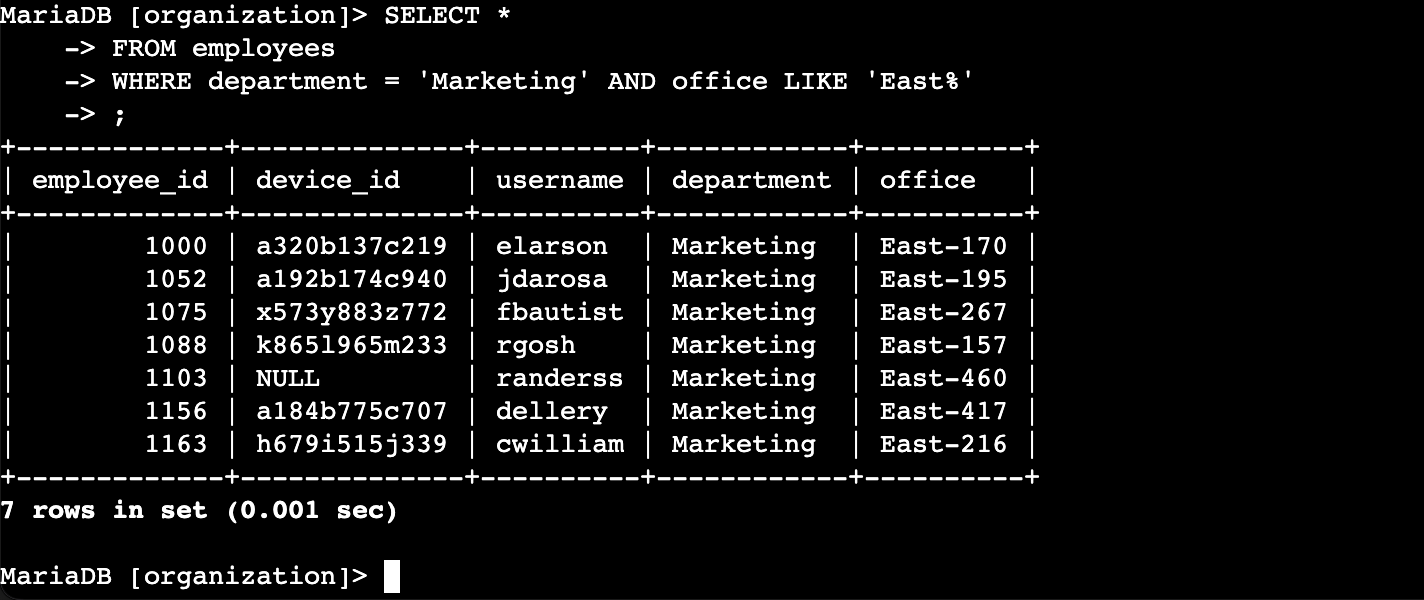 MariaDB [organization]> SELECT *
    -> FROM employees
    -> WHERE department = 'Marketing' AND office LIKE 'East%'
    -> ;
+-------------+--------------+----------+------------+----------+
| employee_id | device_id    | username | department | office   |
+-------------+--------------+----------+------------+----------+
|        1000 | a320b137c219 | elarson  | Marketing  | East-170 |
|        1052 | a192b174c940 | jdarosa  | Marketing  | East-195 |
|        1075 | x573y883z772 | fbautist | Marketing  | East-267 |
|        1088 | k865l965m233 | rgosh    | Marketing  | East-157 |
|        1103 | NULL         | randerss | Marketing  | East-460 |
|        1156 | a184b775c707 | dellery  | Marketing  | East-417 |
|        1163 | h679i515j339 | cwilliam | Marketing  | East-216 |
+-------------+--------------+----------+------------+----------+
7 rows in set (0.001 sec)
MariaDB [organization]>